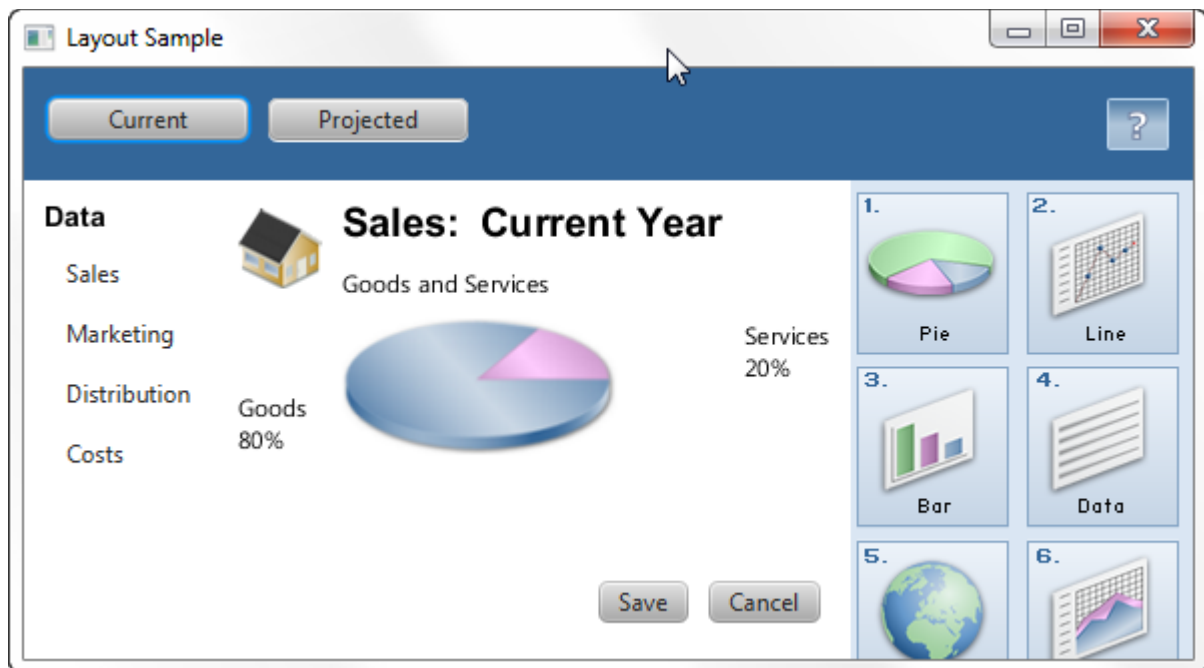 Layout Sample
Current
Projected
?
Data
Sales
Marketing
Distribution
Costs
Sales:  Current Year
Goods and Services
Goods
80%
Services
20%
Save
Cancel
1.
Pie
2.
Line
3.
Bar
4.
Data
5.
6.